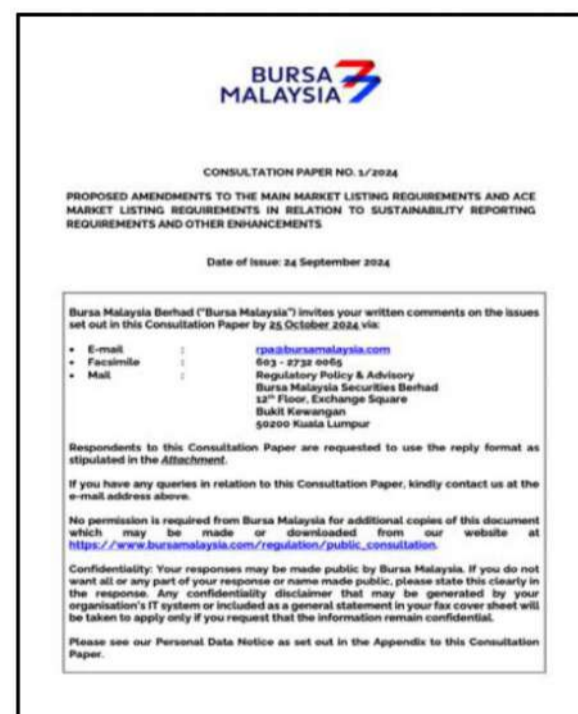 BURSA
MALAYSIA
CONSULTATION PAPER NO. 1/2024
PROPOSED AMENDMENTS TO THE MAIN MARKET LISTING REQUIREMENTS AND ACE
MARKET LISTING REQUIREMENTS IN RELATION TO SUSTAINABILITY REPORTING
REQUIREMENTS AND OTHER ENHANCEMENTS
Date of Issue: 24 September 2024
Bursa Malaysia Berhad ("Bursa Malaysia") invites your written comments on the issues
set out in this Consultation Paper by 25 October 2024 via:
• E-mail : rpa@bursamalaysia.com
• Facsimile : 603 - 2732 0065
• Mail : Regulatory Policy & Advisory
Bursa Malaysia Securities Berhad
12th Floor, Exchange Square
Bukit Kewangan
50200 Kuala Lumpur
Respondents to this Consultation Paper are requested to use the reply format as
stipulated in the Attachment.
If you have any queries in relation to this Consultation Paper, kindly contact us at the
e-mail address above.
No permission is required from Bursa Malaysia for additional copies of this document
which may be made or downloaded from our website at
https://www.bursamalaysia.com/regulation/public_consultation.
Confidentiality: Your responses may be made public by Bursa Malaysia. If you do not
want all or any part of your response or name made public, please state this clearly in
the response. Any confidentiality disclaimer that may be generated by your
organisation's IT system or included as a general statement in your fax cover sheet will
be taken to apply only if you request that the information remain confidential.
Please see our Personal Data Notice as set out in the Appendix to this Consultation
Paper.